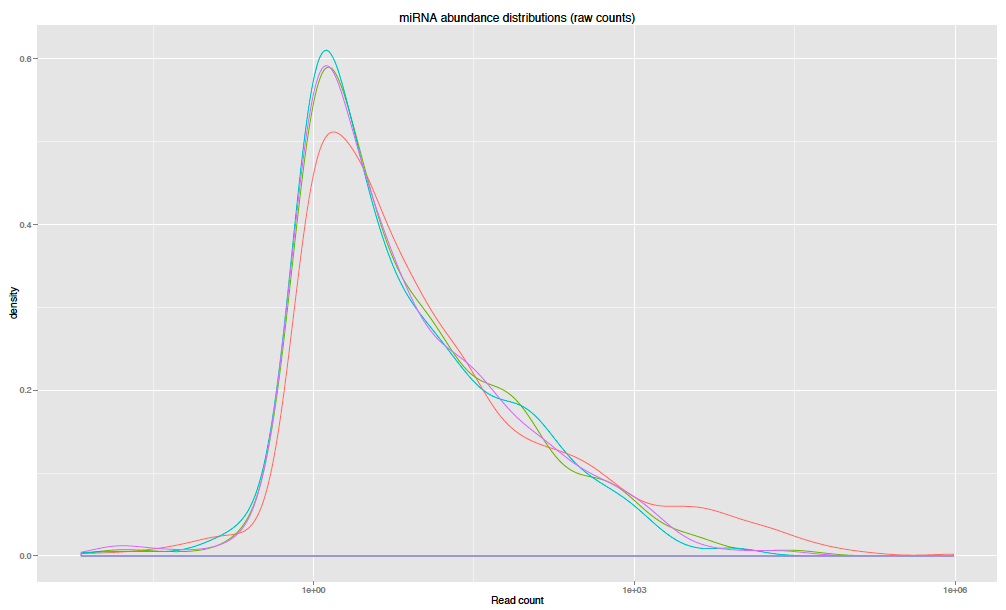 miRNA abundance distributions (raw counts)
density
0.6
0.4
0.2
0.0
1e+00
1e+03
1e+06
Read count